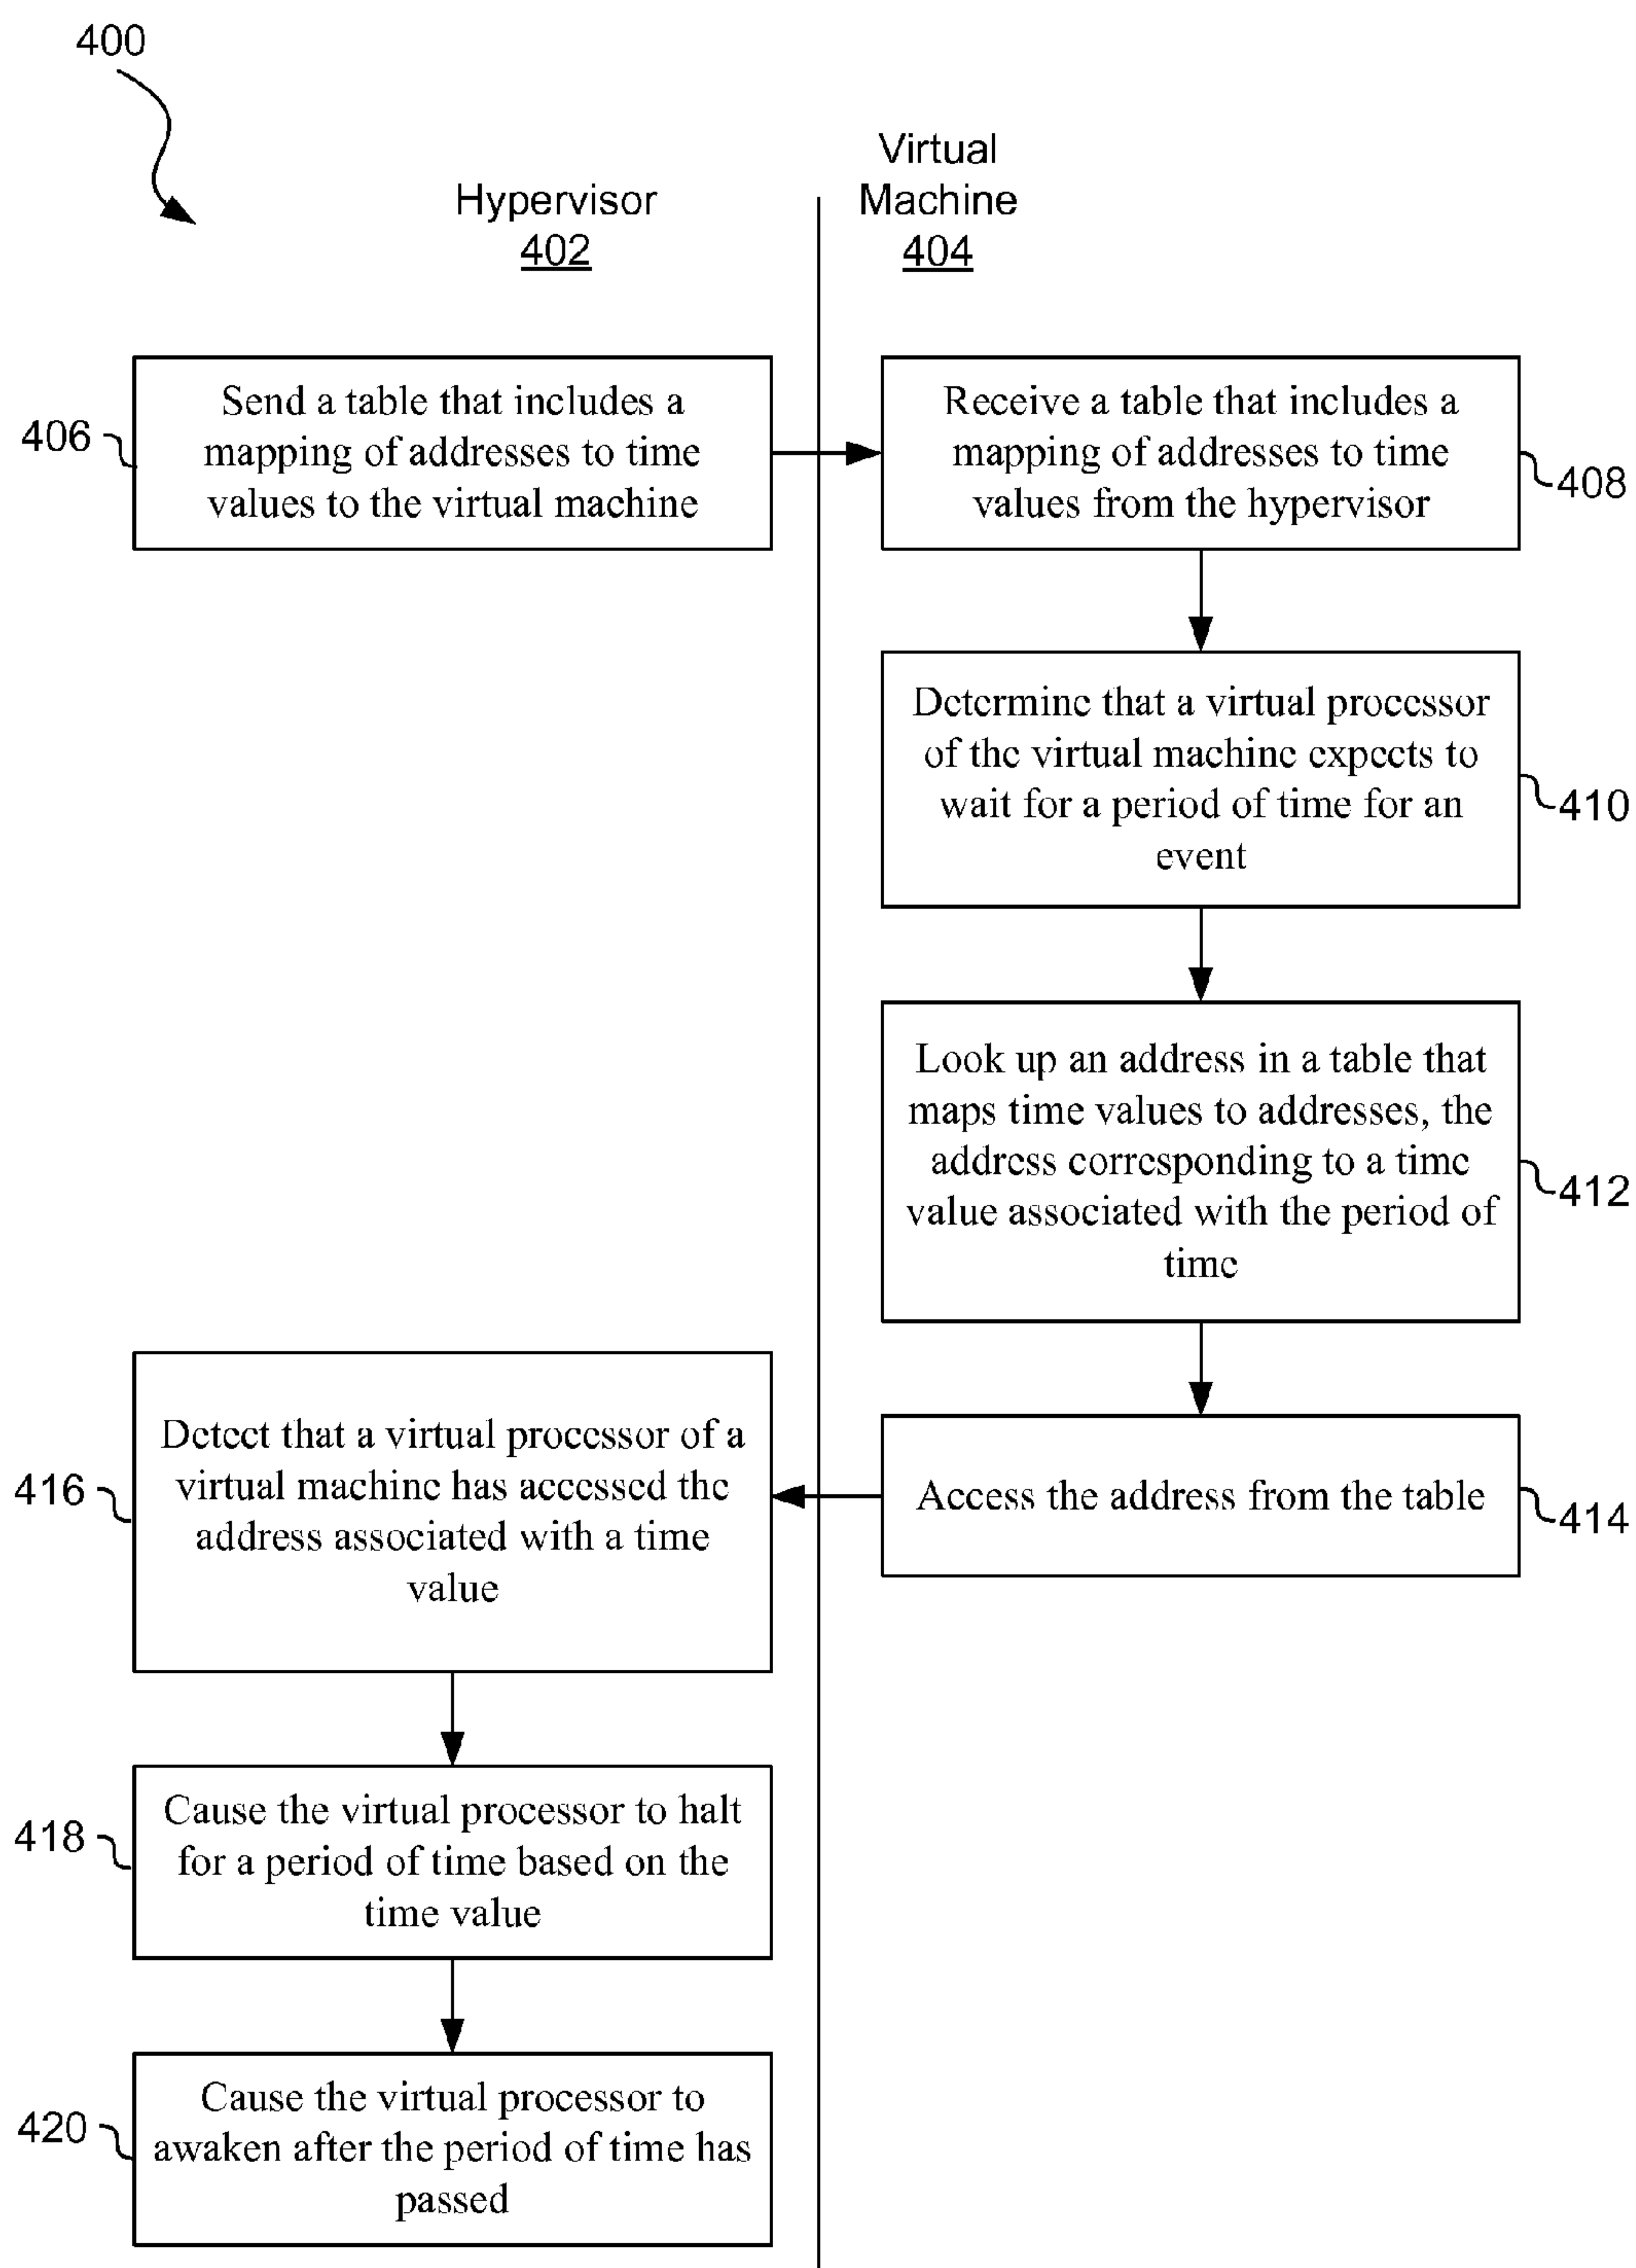 400
Hypervisor
402
Virtual
Machine
404
406
Send a table that includes a
mapping of addresses to time
values to the virtual machine
Receive a table that includes a
mapping of addresses to time
values from the hypervisor
408
Determine that a virtual processor
of the virtual machine expects to
wait for a period of time for an
event
410
Look up an address in a table that
maps time values to addresses, the
address corresponding to a time
value associated with the period of
time
412
Access the address from the table
414
416
Detect that a virtual processor of a
virtual machine has accessed the
address associated with a time
value
418
Cause the virtual processor to halt
for a period of time based on the
time value
420
Cause the virtual processor to
awaken after the period of time has
passed